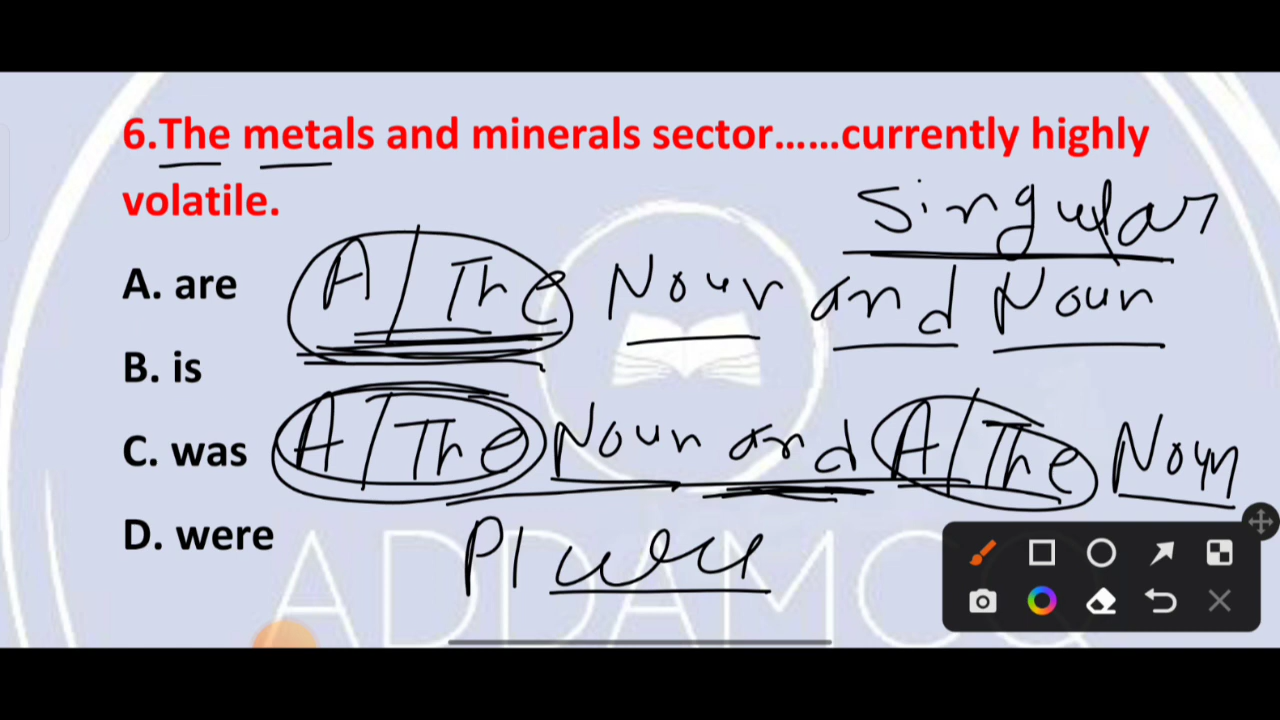 6.The metals and minerals sector......currently highly
volatile.
singular
A. are
A/The Noun and Noun
B. is
C. was
A/The Noun and A/The Noun
D. were
ADDAMCQ